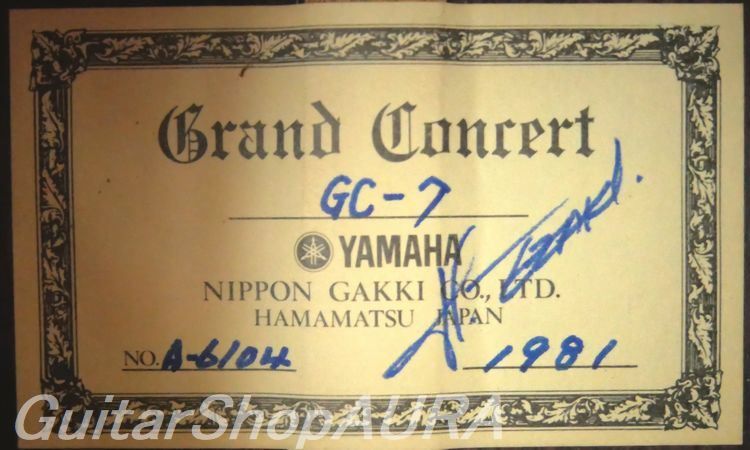 Grand Concert
GC-7
YAMAHA
NIPPON GAKKI CO., LTD.
HAMAMATSU JAPAN
NO. A-6104 1981
GuitarShopAURA